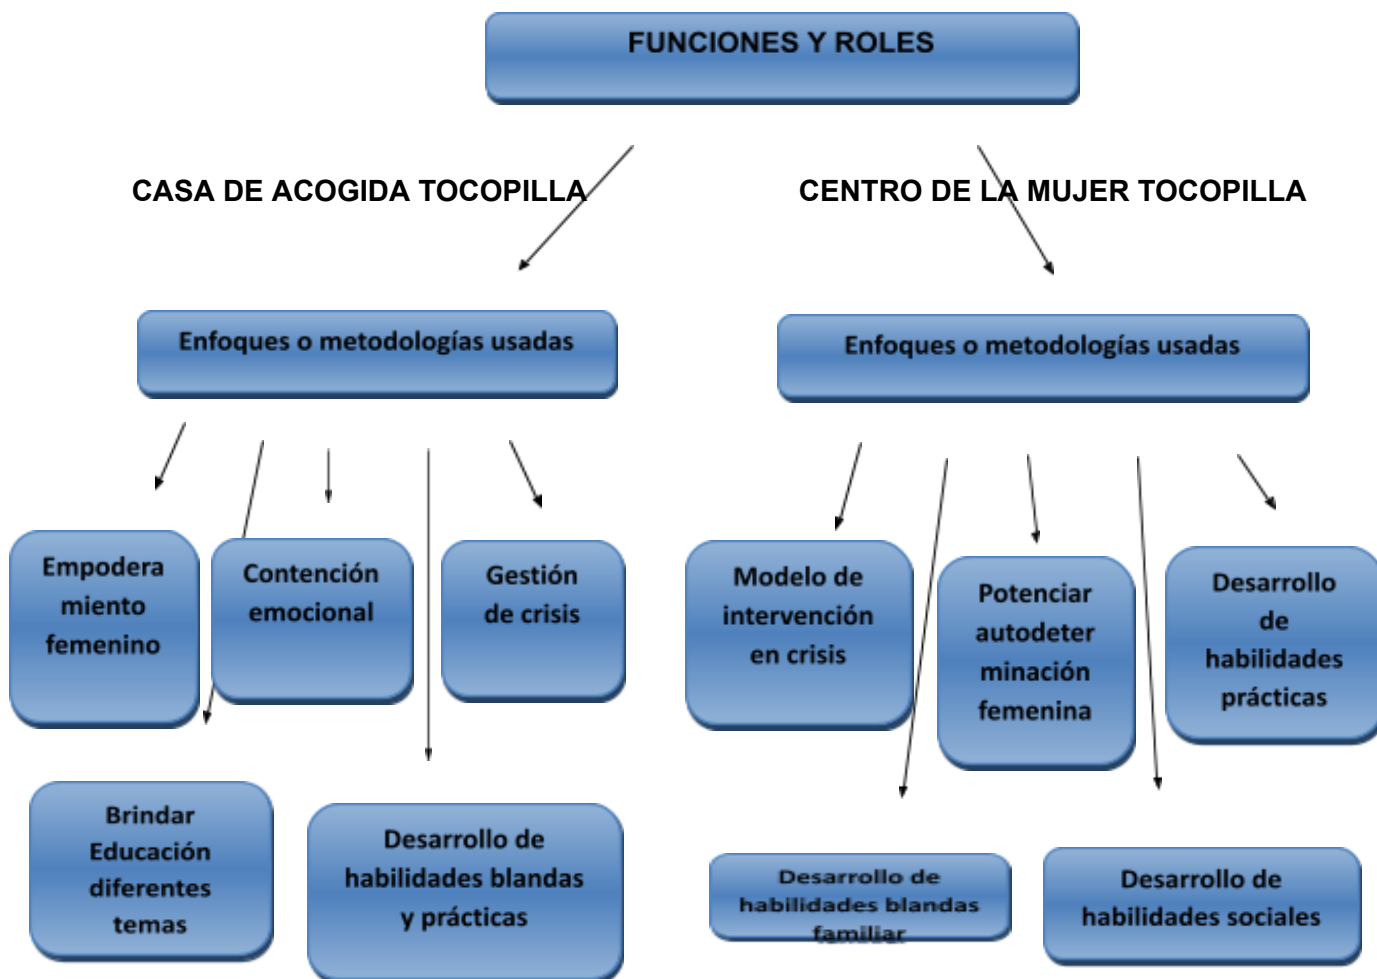 FUNCIONES Y ROLES
CASA DE ACOGIDA TOCOPILLA
CENTRO DE LA MUJER TOCOPILLA
Enfoques o metodologías usadas
Enfoques o metodologías usadas
Empodera
miento
femenino
Contención
emocional
Gestión
de crisis
Modelo de
intervención
en crisis
Potenciar
autodeter
minación
femenina
Desarrollo
de
habilidades
prácticas
Brindar
Educación
diferentes
temas
Desarrollo de
habilidades blandas
y prácticas
Desarrollo de
habilidades blandas
familiar
Desarrollo de
habilidades sociales